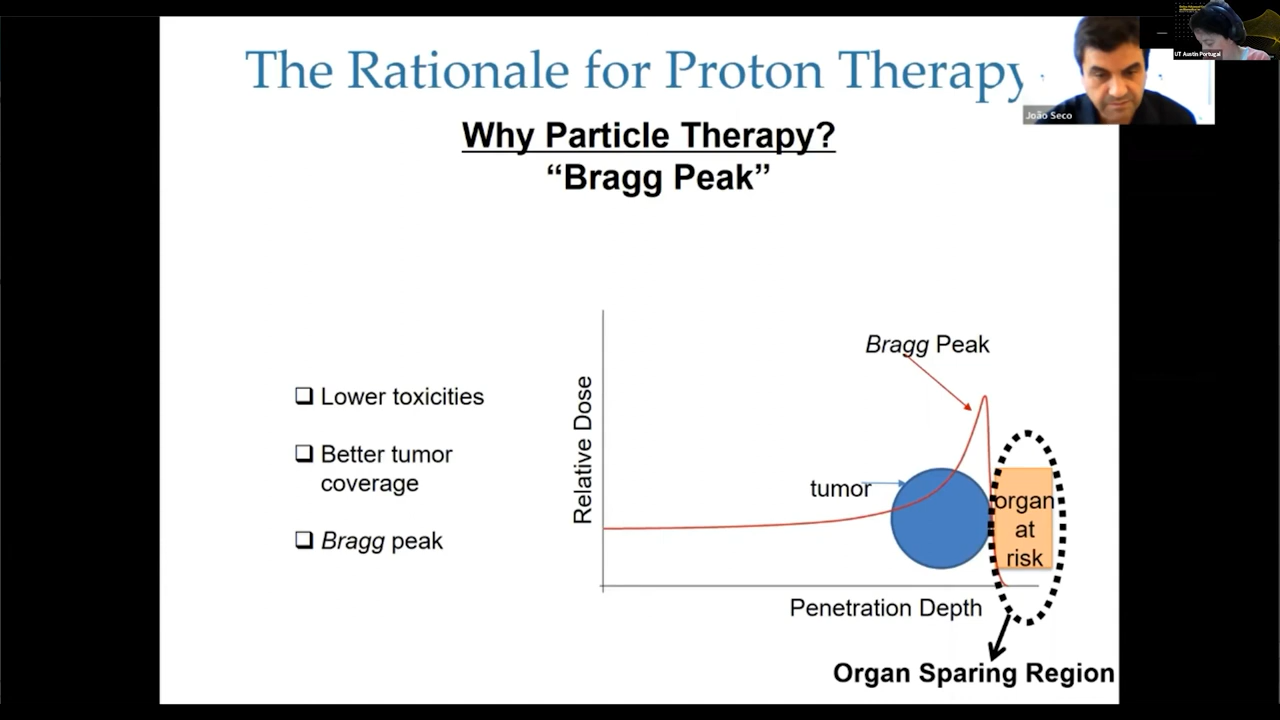 The Rationale for Proton Therapy
Why Particle Therapy?
“Bragg Peak”
João Seco
UT Austin Portugal
Lower toxicities
Better tumor
coverage
Bragg peak
Relative Dose
Bragg Peak
tumor
organ
at
risk
Penetration Depth
Organ Sparing Region